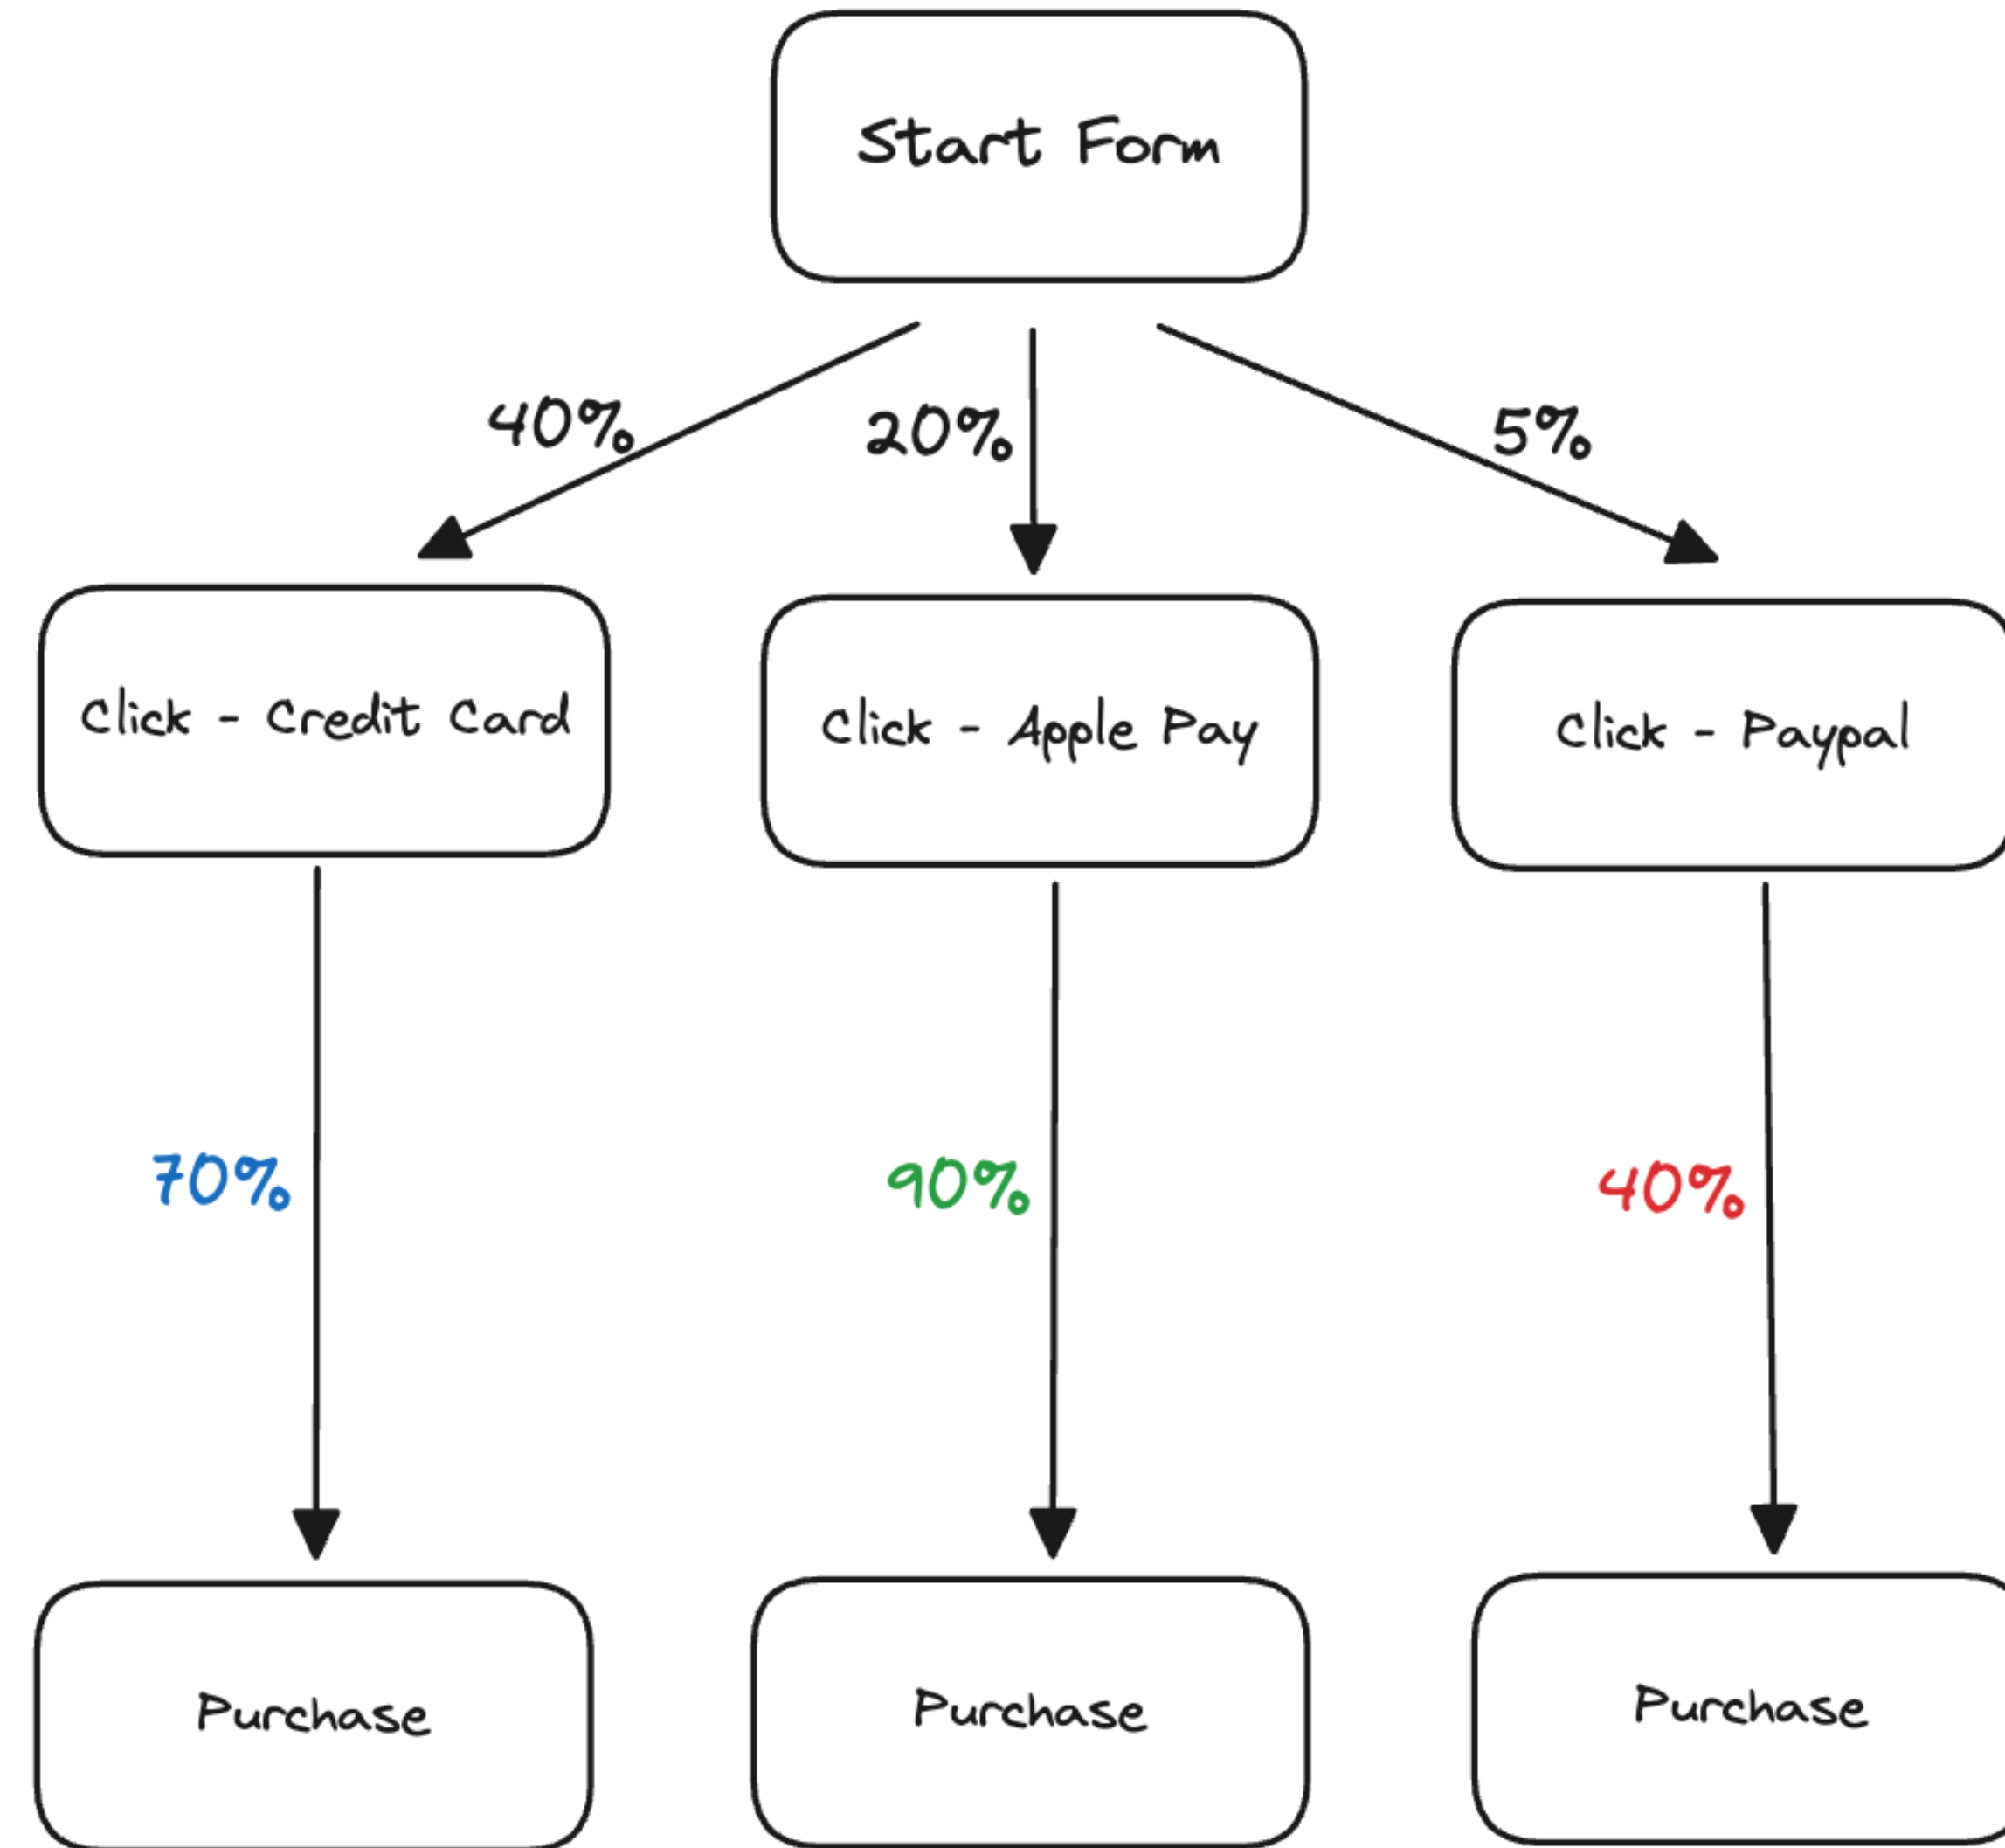 Start Form
40%
20%
5%
Click - Credit Card
Click - Apple Pay
Click - Paypal
70%
90%
40%
Purchase
Purchase
Purchase